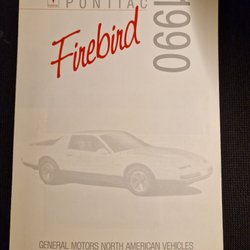 PONTIAC
1990
Firebird
GENERAL MOTORS NORTH AMERICAN VEHICLES